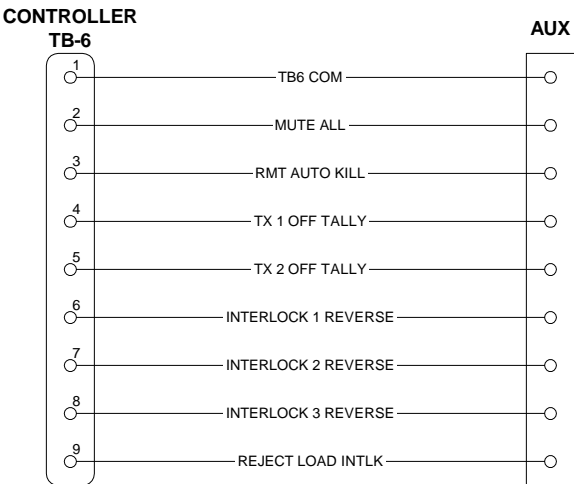 CONTROLLER
TB-6
AUX
1
TB6 COM
2
MUTE ALL
3
RMT AUTO KILL
4
TX 1 OFF TALLY
5
TX 2 OFF TALLY
6
INTERLOCK 1 REVERSE
7
INTERLOCK 2 REVERSE
8
INTERLOCK 3 REVERSE
9
REJECT LOAD INTLK